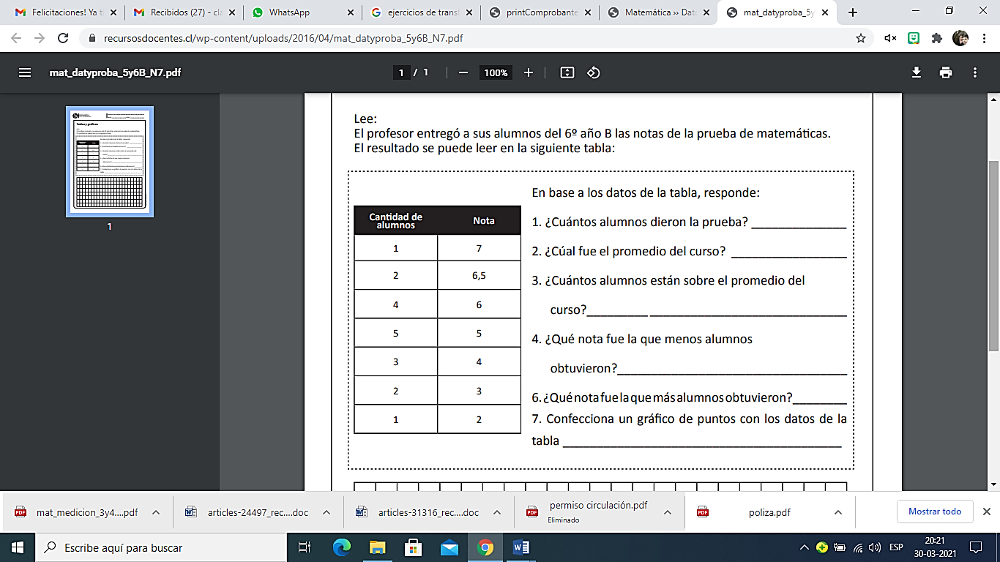 Felicitaciones! Ya ti
Recibidos (27) - cla
WhatsApp
ejercicios de transf
printComprobante
Matemática ›› Dato
mat_datyproba_5y
recursosdocentes.cl/wp-content/uploads/2016/04/mat_datyproba_5y6B_N7.pdf
mat_datyproba_5y6B_N7.pdf
1 / 1
100%
1
Lee:
El profesor entregó a sus alumnos del 6º año B las notas de la prueba de matemáticas.
El resultado se puede leer en la siguiente tabla:
Cantidad de alumnos Nota
1 7
2 6,5
4 6
5 5
3 4
2 3
1 2
En base a los datos de la tabla, responde:
1. ¿Cuántos alumnos dieron la prueba? ______________
2. ¿Cúal fue el promedio del curso? _________________
3. ¿Cuántos alumnos están sobre el promedio del
curso?_________ _____________________________
4. ¿Qué nota fue la que menos alumnos
obtuvieron?__________________________________
6. ¿Qué nota fue la que más alumnos obtuvieron?________
7. Confecciona un gráfico de puntos con los datos de la
tabla _________________________________________
mat_medicion_3y4....pdf
articles-24497_rec....doc
articles-31316_rec....doc
permiso circulación.pdf
Eliminado
poliza.pdf
Mostrar todo
Escribe aquí para buscar
ESP
20:21
30-03-2021